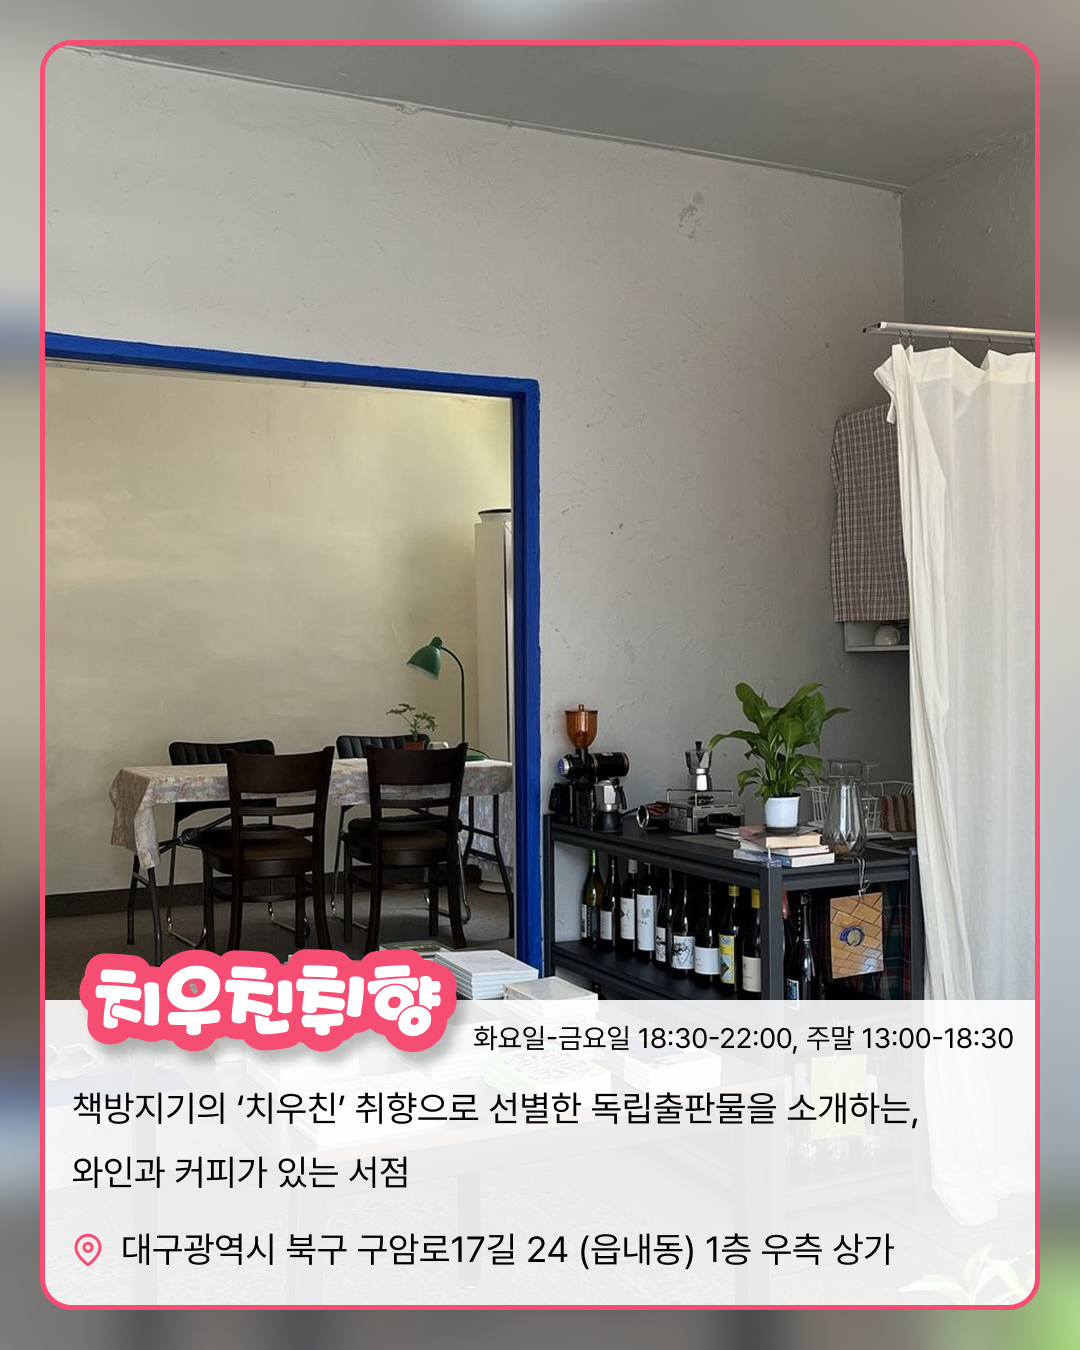 치우친취향
화요일-금요일 18:30-22:00, 주말 13:00-18:30
책방지기의 ‘치우친’ 취향으로 선별한 독립출판물을 소개하는,
와인과 커피가 있는 서점
대구광역시 북구 구암로17길 24 (읍내동) 1층 우측 상가